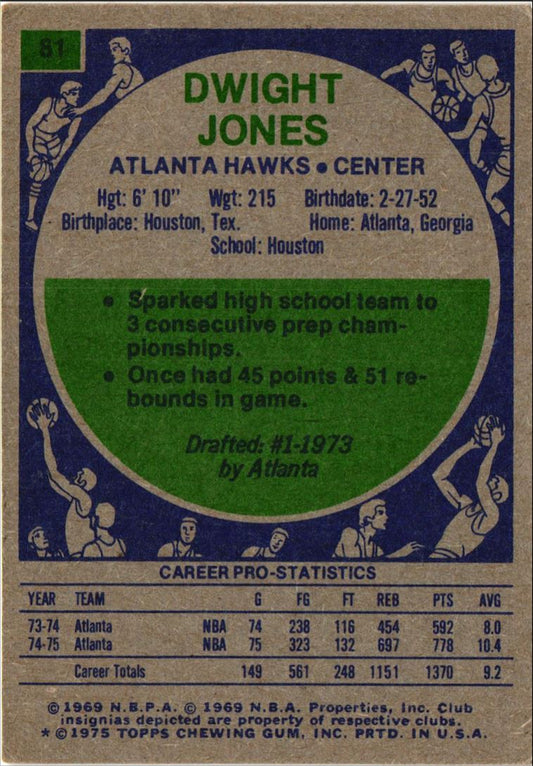 81
DWIGHT
JONES
ATLANTA HAWKS • CENTER
Hgt: 6' 10" Wgt: 215 Birthdate: 2-27-52
Birthplace: Houston, Tex. Home: Atlanta, Georgia
School: Houston
• Sparked high school team to
3 consecutive prep cham-
pionships.
• Once had 45 points & 51 re-
bounds in game.
Drafted: #1-1973
by Atlanta
CAREER PRO-STATISTICS
YEAR TEAM G FG FT REB PTS AVG
73-74 Atlanta NBA 74 238 116 454 592 8.0
74-75 Atlanta NBA 75 323 132 697 778 10.4
Career Totals 149 561 248 1151 1370 9.2
©1969 N.B.P.A. © 1969 N.B.A. Properties, Inc. Club
insignias depicted are property of respective clubs.
* ©1975 TOPPS CHEWING GUM, INC. PRTD. IN U.S.A.